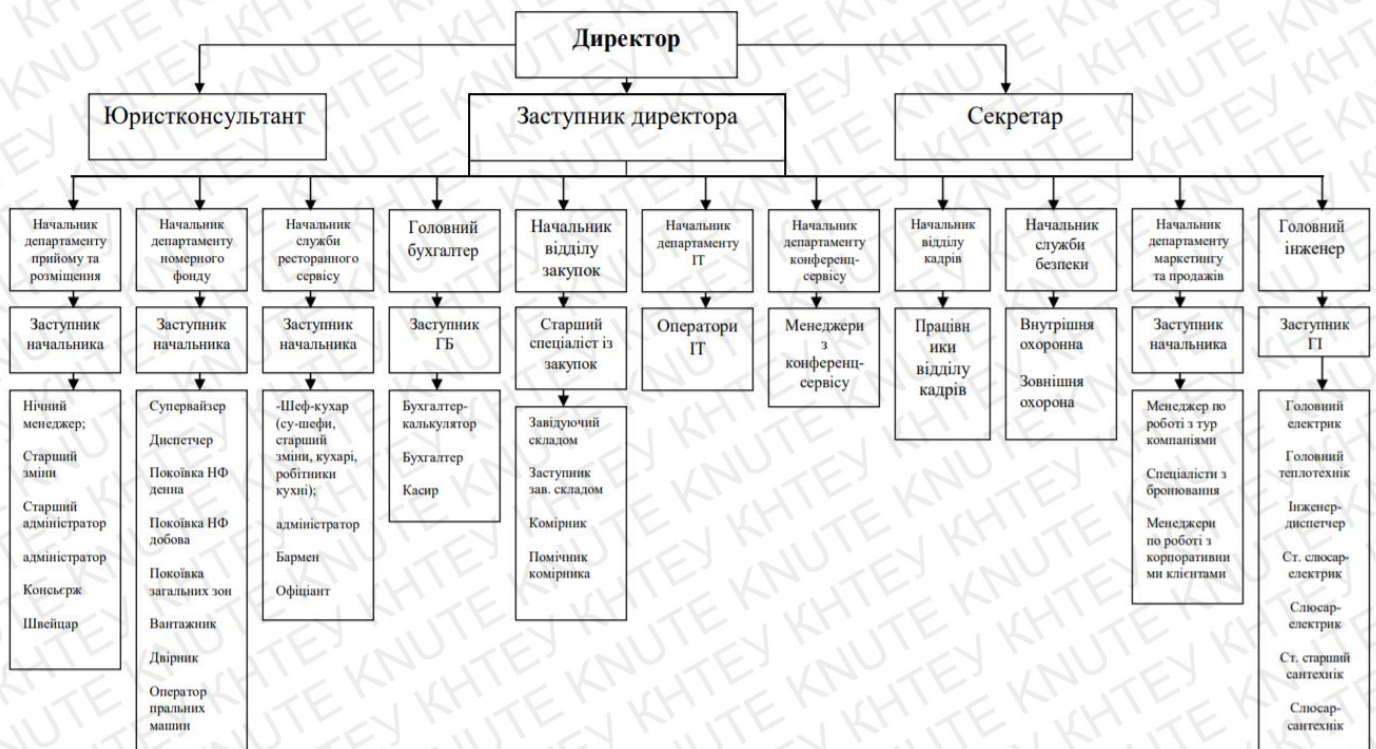 Директор
Юристконсультант
Заступник директора
Секретар
Начальник
департаменту
прийому та
розміщення
Начальник
департаменту
номерного
фонду
Начальник
служби
ресторанного
сервісу
Головний
бухгалтер
Начальник
відділу
закупок
Начальник
департаменту
ІТ
Начальник
департаменту
конференц-
сервісу
Начальник
відділу
кадрів
Начальник
служби
безпеки
Начальник
департаменту
маркетингу
та продажів
Головний
інженер
Заступник
начальника
Заступник
начальника
Заступник
начальника
Заступник
ГБ
Старший
спеціаліст із
закупок
Оператори
ІТ
Менеджери
з
конференц-
сервісу
Працівн
ики
відділу
кадрів
Внутрішня
охоронна
Зовнішня
охорона
Заступник
начальника
Заступник
ГІ
Нічний
менеджер;
Старший
зміни
Старший
адміністратор
адміністратор
Консьєрж
Швейцар
Супервайзер
Диспетчер
Покоївка НФ
денна
Покоївка НФ
добова
Покоївка
загальних зон
Вантажник
Двірник
Оператор
пральних
машин
-Шеф-кухар
(су-шефи,
старший
зміни, кухарі,
робітники
кухні);
адміністратор
Бармен
Офіціант
Бухгалтер-
калькулятор
Бухгалтер
Касир
Завідуючий
складом
Заступник
зав. складом
Комірник
Помічник
комірника
Менеджер по
роботі з тур
компаніями
Спеціалісти з
бронювання
Менеджери
по роботі з
корпоративни
ми клієнтами
Головний
електрик
Головний
теплотехнік
Інженер-
диспетчер
Ст. слюсар-
електрик
Слюсар-
електрик
Ст. старший
сантехнік
Слюсар-
сантехнік